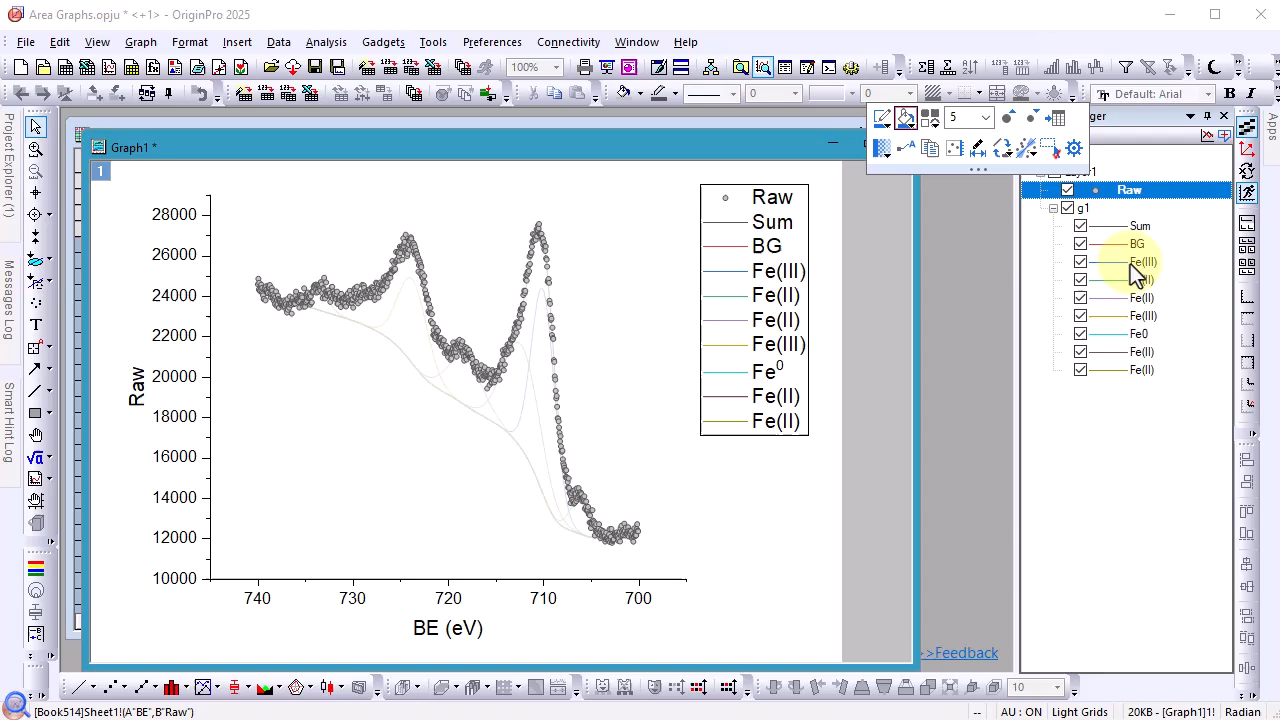 Area Graphs.opju * <+1> - OriginPro 2025
File Edit View Graph Format Insert Data Analysis Gadgets Tools Preferences Connectivity Window Help
100%
0 0 Default: Arial B I
5
ger
Project Explorer (1)
Messages Log
Smart Hint Log
Apps
Graph1 *
1
Layer1
Raw
g1
Sum
BG
Fe(III)
Fe(II)
Fe(III)
Fe0
Fe(II)
Fe(II)
Raw
Sum
BG
Fe(III)
Fe(II)
Fe(II)
Fe(III)
Fe⁰
Fe(II)
Fe(II)
28000
26000
24000
22000
20000
18000
16000
14000
12000
10000
Raw
740 730 720 710 700
BE (eV)
>>Feedback
10
[Book514]Sheet1!(A"BE",B"Raw") -- AU : ON Light Grids 20KB - [Graph1]1! Radian